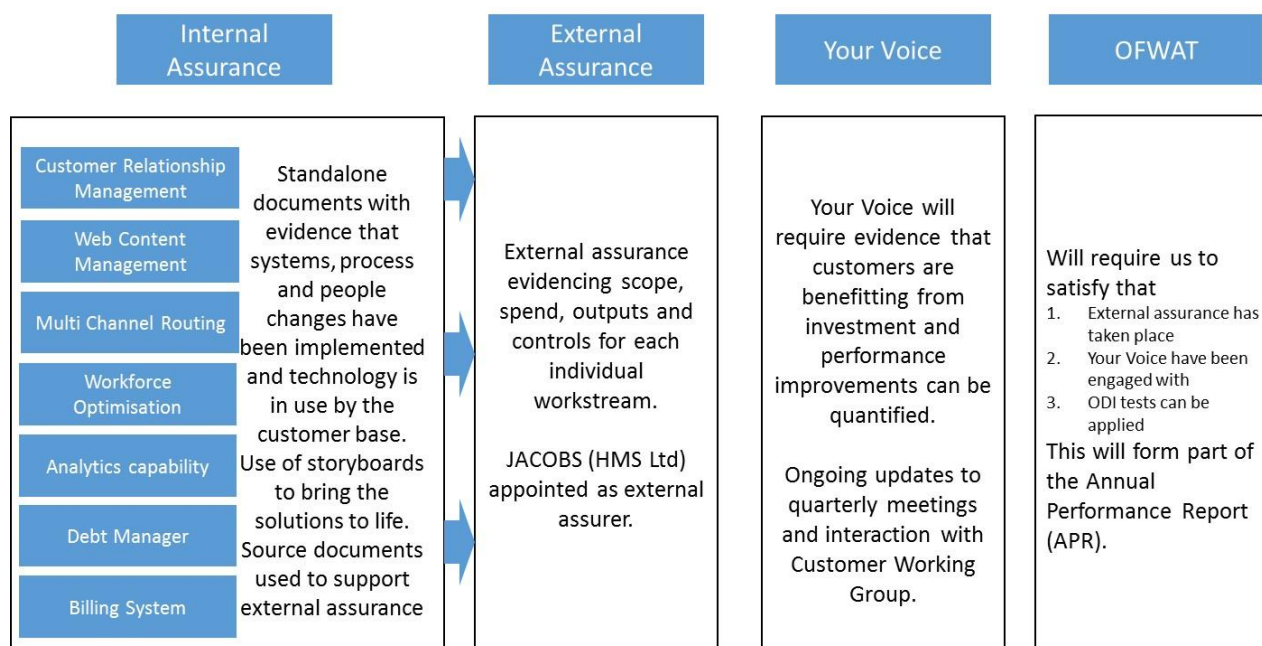 Internal
Assurance
External
Assurance
Your Voice
OFWAT
Customer Relationship
Management
Web Content
Management
Multi Channel Routing
Workforce
Optimisation
Analytics capability
Debt Manager
Billing System
Standalone
documents with
evidence that
systems, process
and people
changes have
been implemented
and technology is
in use by the
customer base.
Use of storyboards
to bring the
solutions to life.
Source documents
used to support
external assurance
External assurance
evidencing scope,
spend, outputs and
controls for each
individual
workstream.
JACOBS (HMS Ltd)
appointed as external
assurer.
Your Voice will
require evidence that
customers are
benefitting from
investment and
performance
improvements can be
quantified.
Ongoing updates to
quarterly meetings
and interaction with
Customer Working
Group.
Will require us to
satisfy that
1. External assurance has
taken place
2. Your Voice have been
engaged with
3. ODI tests can be
applied
This will form part of
the Annual
Performance Report
(APR).